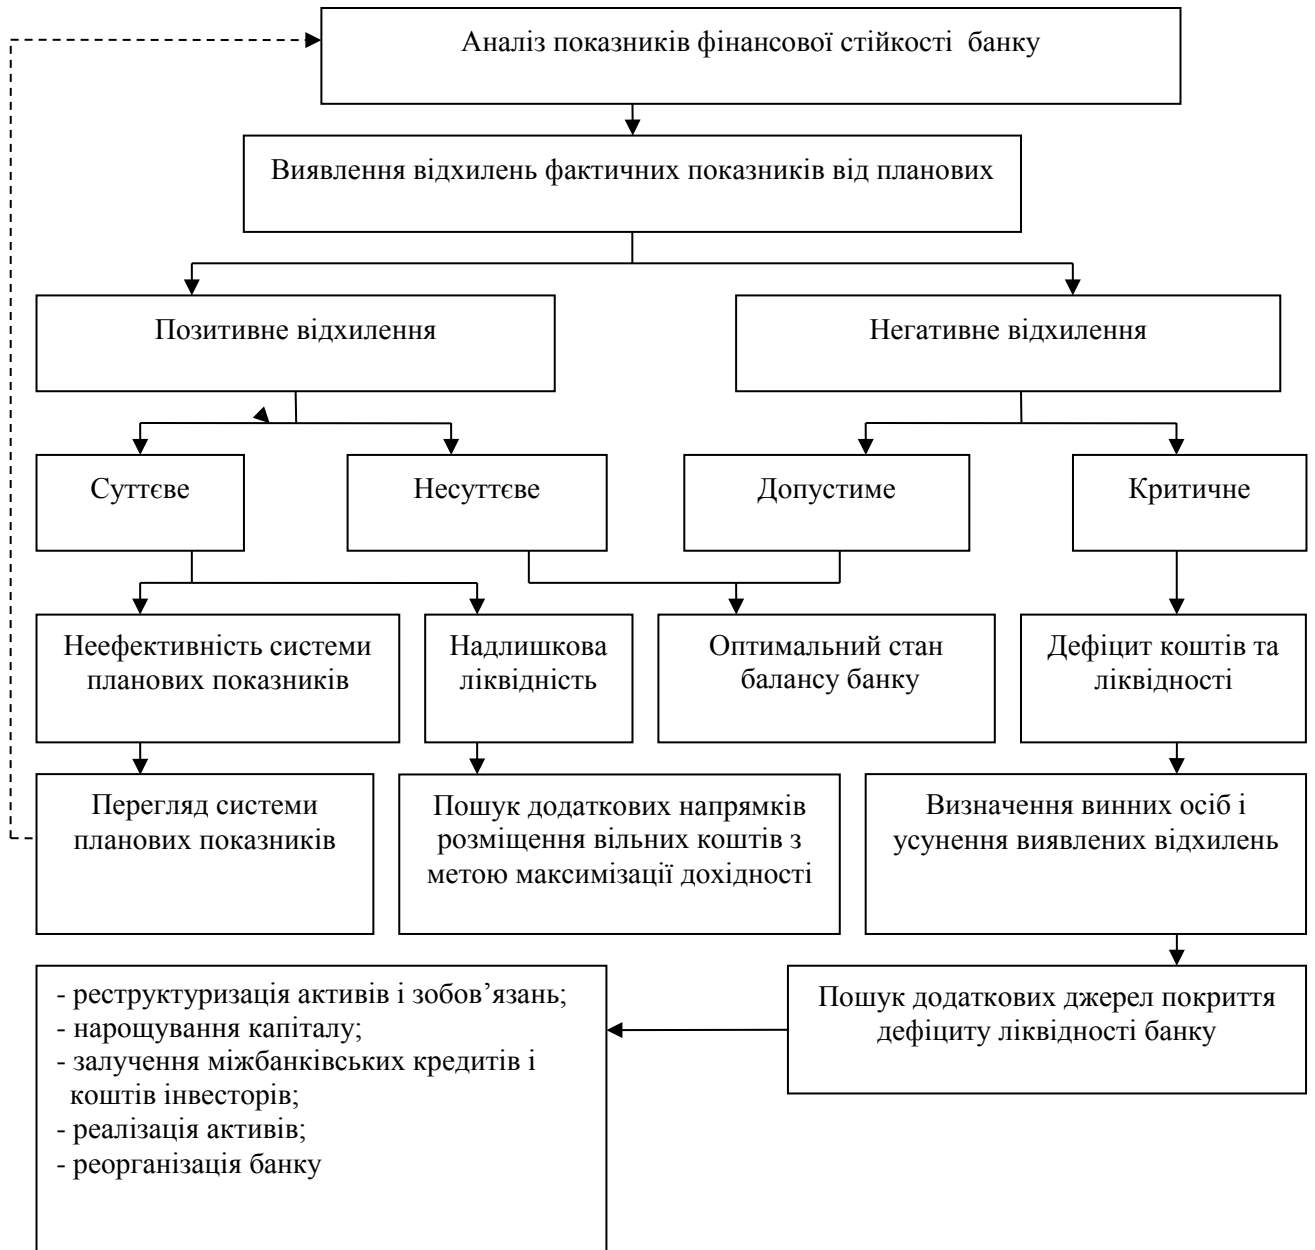 Аналіз показників фінансової стійкості банку
Виявлення відхилень фактичних показників від планових
Позитивне відхилення
Негативне відхилення
Суттєве
Несуттєве
Допустиме
Критичне
Неефективність системи
планових показників
Надлишкова
ліквідність
Оптимальний стан
балансу банку
Дефіцит коштів та
ліквідності
Перегляд системи
планових показників
Пошук додаткових напрямків
розміщення вільних коштів з
метою максимізації дохідності
Визначення винних осіб і
усунення виявлених відхилень
- реструктуризація активів і зобов’язань;
- нарощування капіталу;
- залучення міжбанківських кредитів і
коштів інвесторів;
- реалізація активів;
- реорганізація банку
Пошук додаткових джерел покриття
дефіциту ліквідності банку